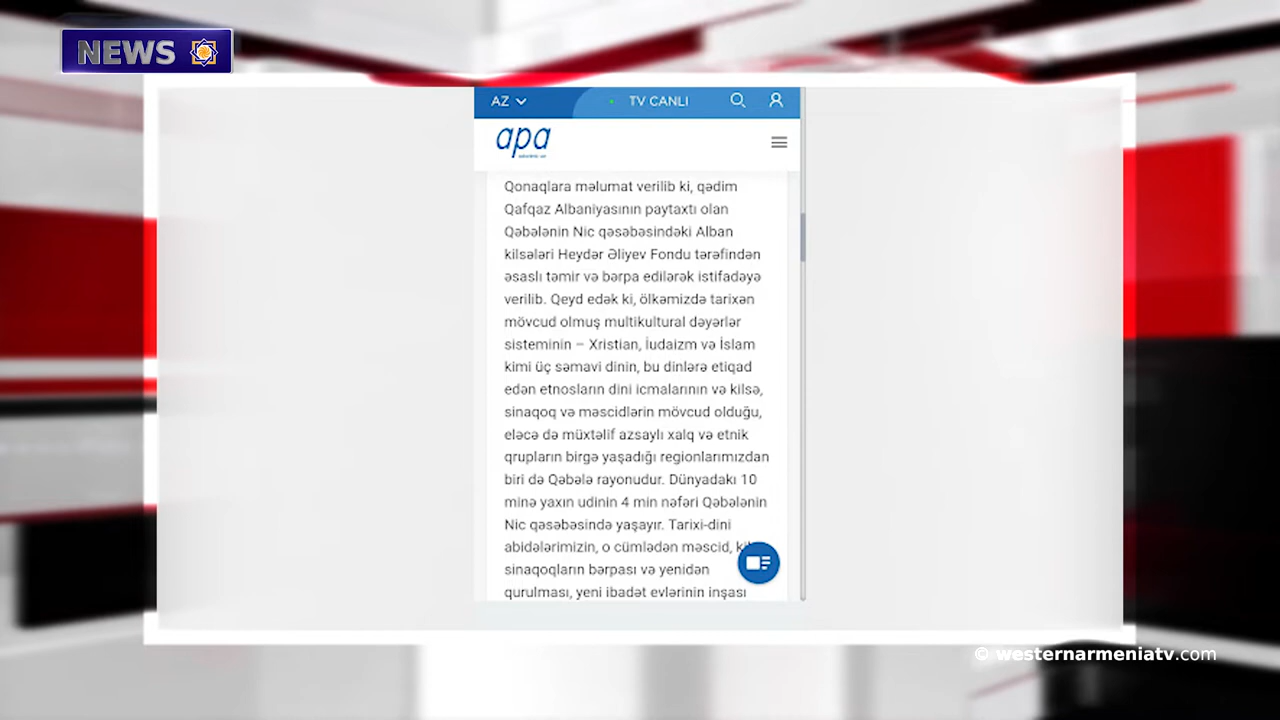 NEWS
AZ
TV CANLI
apa
Qonaqlara məlumat verilib ki, qədim
Qafqaz Albaniyasının paytaxtı olan
Qəbələnin Nic qəsəbəsindəki Alban
kilsələri Heydər Əliyev Fondu tərəfindən
əsaslı təmir və bərpa edilərək istifadəyə
verilib. Qeyd edək ki, ölkəmizdə tarixən
mövcud olmuş multikultural dəyərlər
sisteminin – Xristian, İudaizm və İslam
kimi üç səmavi dinin, bu dinlərə etiqad
edən etnosların dini icmalarının və kilsə,
sinaqoq və məscidlərin mövcud olduğu,
eləcə də müxtəlif azsaylı xalq və etnik
qrupların birgə yaşadığı regionlarımızdan
biri də Qəbələ rayonudur. Dünyadakı 10
minə yaxın udinin 4 min nəfəri Qəbələnin
Nic qəsəbəsində yaşayır. Tarixi-dini
abidələrimizin, o cümlədən məscid,
sinaqoqların bərpası və yenidən
qurulması, yeni ibadət evlərinin inşası
© westernarmeniatv.com